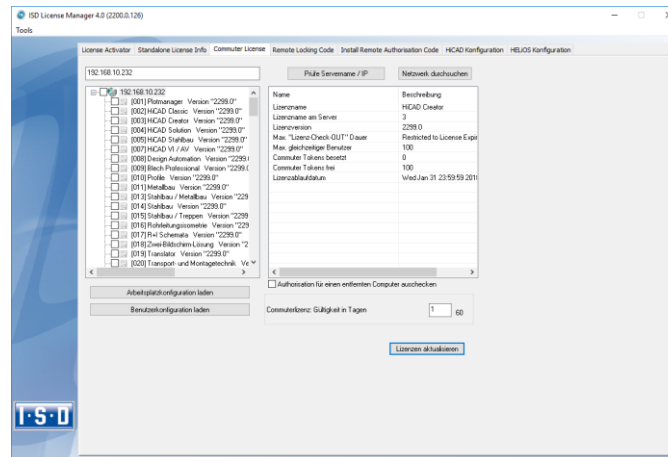 ISD License Manager 4.0 (2200.0.126)
Tools
License Activator Standalone License Info Commuter License Remote Locking Code Install Remote Authorisation Code HiCAD Konfiguration HELiOS Konfiguration
192.168.10.232
Prüfe Servername / IP
Netzwerk durchsuchen
192.168.10.232
[001] Plotmanager Version "2299.0"
[002] HiCAD Classic Version "2299.0"
[003] HiCAD Creator Version "2299.0"
[004] HiCAD Solution Version "2299.0"
[005] HiCAD Stahlbau Version "2299.0"
[007] HiCAD VI / AV Version "2299.0"
[008] Design Automation Version "2299.(
[009] Blech Professional Version "2299.(
[010] Profile Version "2299.0"
[011] Metallbau Version "2299.0"
[013] Stahlbau / Metallbau Version "229
[014] Stahlbau Version "2299.0"
[015] Stahlbau / Treppen Version "2299
[016] Rohrleitungsisometrie Version "229
[017] R+I Schemata Version "2299.0"
[018] Zwei-Bildschirm-Lösung Version "2
[019] Translator Version "2299.0"
[020] Transport- und Montagetechnik Ve
Name Beschreibung
Lizenzname HiCAD Creator
Lizenzname am Server 3
Lizenzversion 2299.0
Max. "Lizenz-Check-OUT" Dauer Restricted to License Expir
Max. gleichzeitiger Benutzer 100
Commuter Tokens besetzt 0
Commuter Tokens frei 100
Lizenzablaufdatum Wed Jan 31 23:59:59 201
Authorisation für einen entfernten Computer auschecken
Arbeitsplatzkonfiguration laden
Benutzerkonfiguration laden
Commuterlizenz: Gültigkeit in Tagen 1 60
Lizenzen aktualisieren
I·S·D